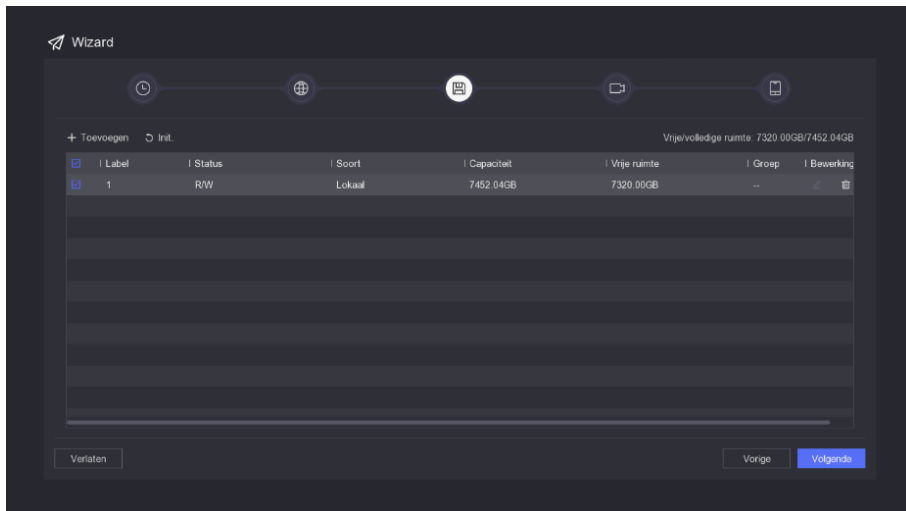 Wizard
+ Toevoegen Init. Vrije/volledige ruimte: 7320.00GB/7452.04GB
Label Status Soort Capaciteit Vrije ruimte Groep Bewerking
1 R/W Lokaal 7452.04GB 7320.00GB --
Verlaten Vorige Volgende